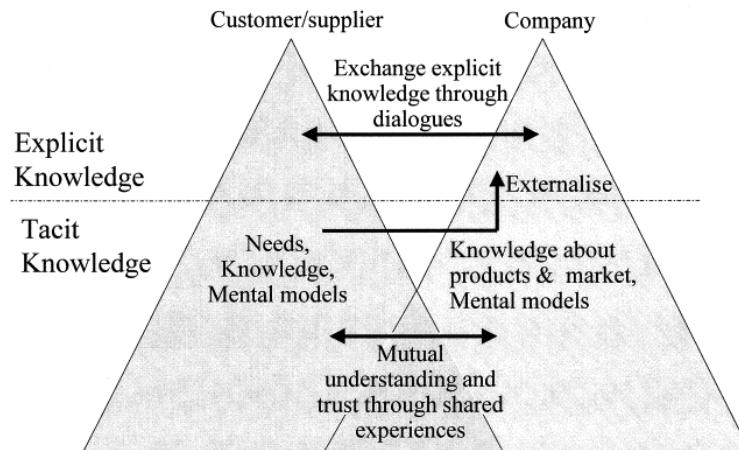 Customer/supplier
Company
Exchange explicit
knowledge through
dialogues
Explicit
Knowledge
Externalise
Tacit
Knowledge
Needs,
Knowledge,
Mental models
Knowledge about
products & market,
Mental models
Mutual
understanding and
trust through shared
experiences